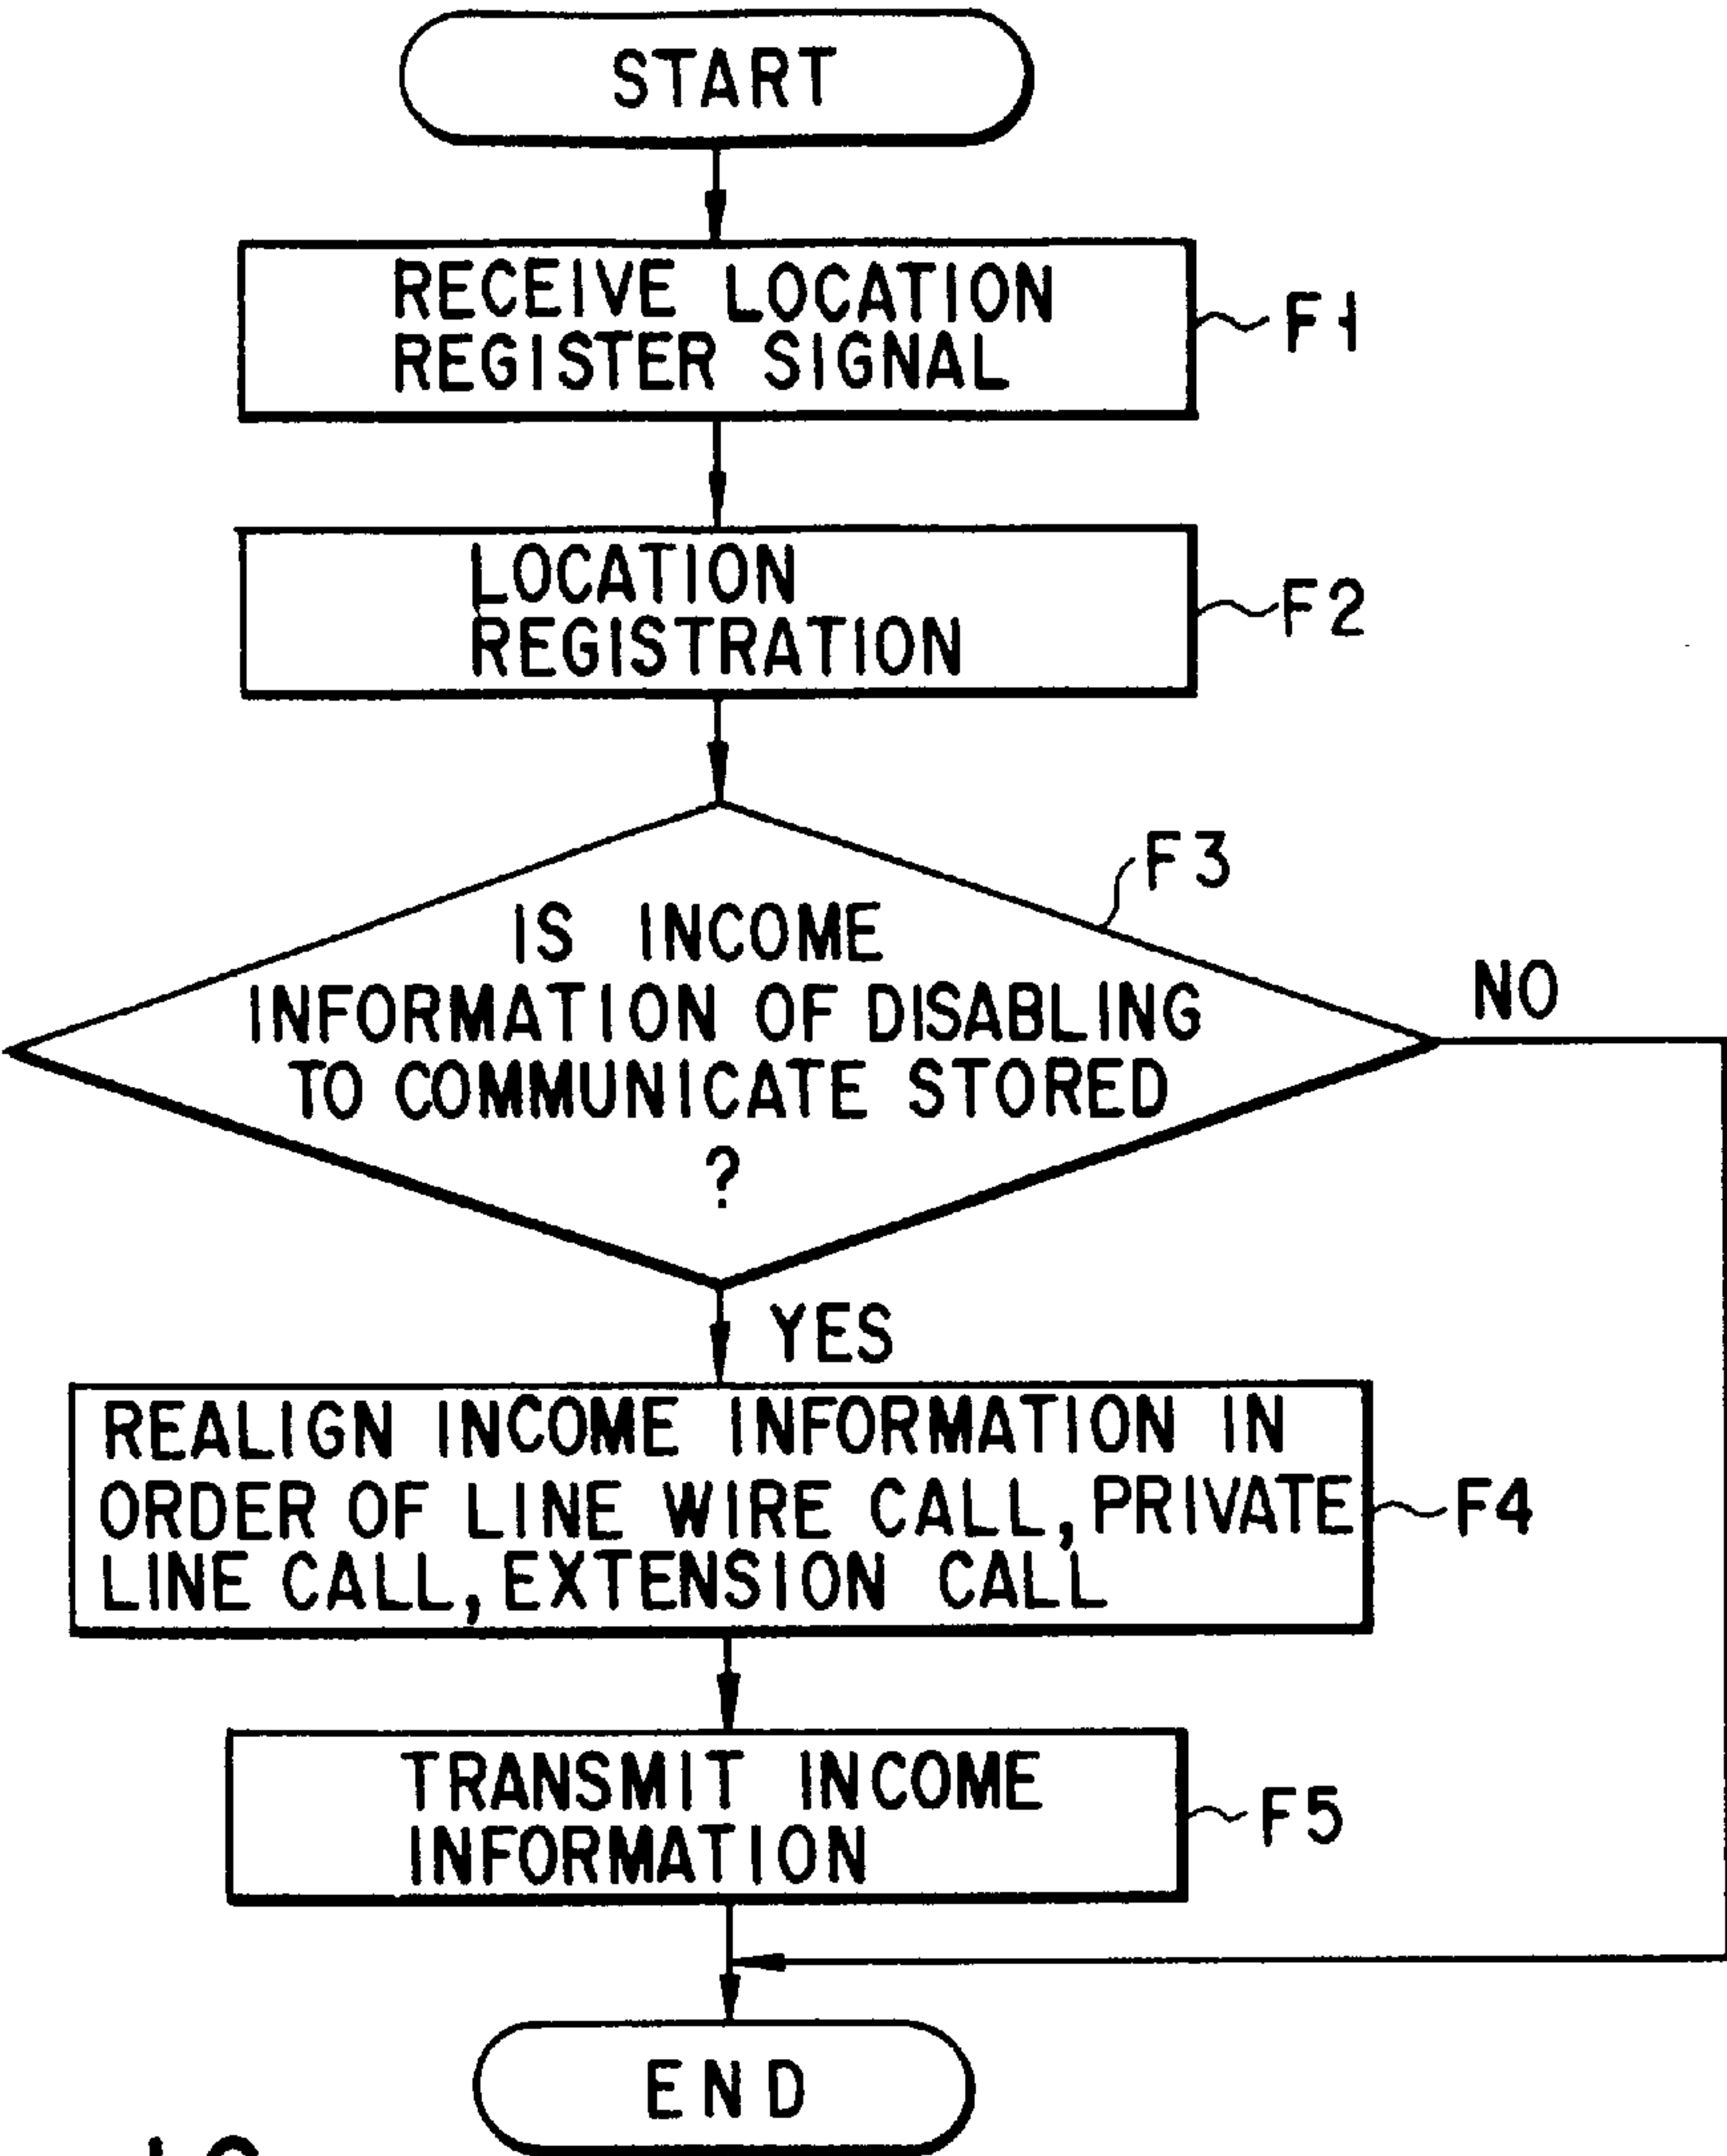 START
RECEIVE LOCATION
REGISTER SIGNAL
F1
LOCATION
REGISTRATION
F2
F3
IS INCOME
INFORMATION OF DISABLING
TO COMMUNICATE STORED
?
NO
YES
REALIGN INCOME INFORMATION IN
ORDER OF LINE WIRE CALL, PRIVATE
LINE CALL, EXTENSION CALL
F4
TRANSMIT INCOME
INFORMATION
F5
END